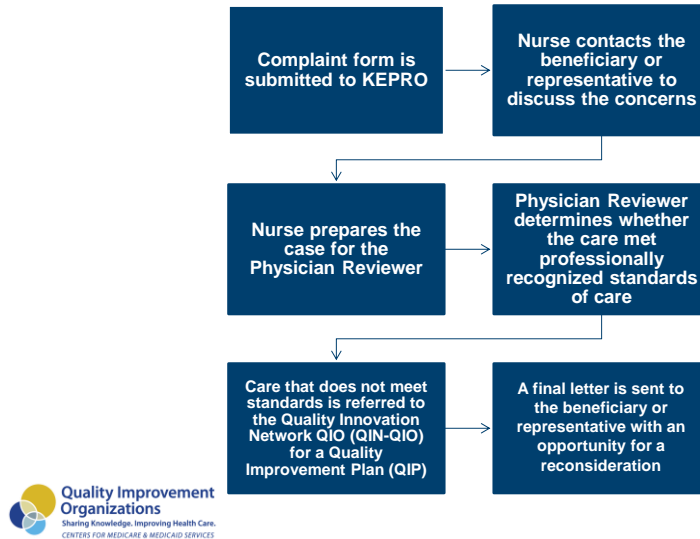 Complaint form is
submitted to KEPRO
Nurse contacts the
beneficiary or
representative to
discuss the concerns
Nurse prepares the
case for the
Physician Reviewer
Physician Reviewer
determines whether
the care met
professionally
recognized standards
of care
Care that does not meet
standards is referred to
the Quality Innovation
Network QIO (QIN-QIO)
for a Quality
Improvement Plan (QIP)
A final letter is sent to
the beneficiary or
representative with an
opportunity for a
reconsideration
Quality Improvement
Organizations
Sharing Knowledge. Improving Health Care.
CENTERS FOR MEDICARE & MEDICAID SERVICES